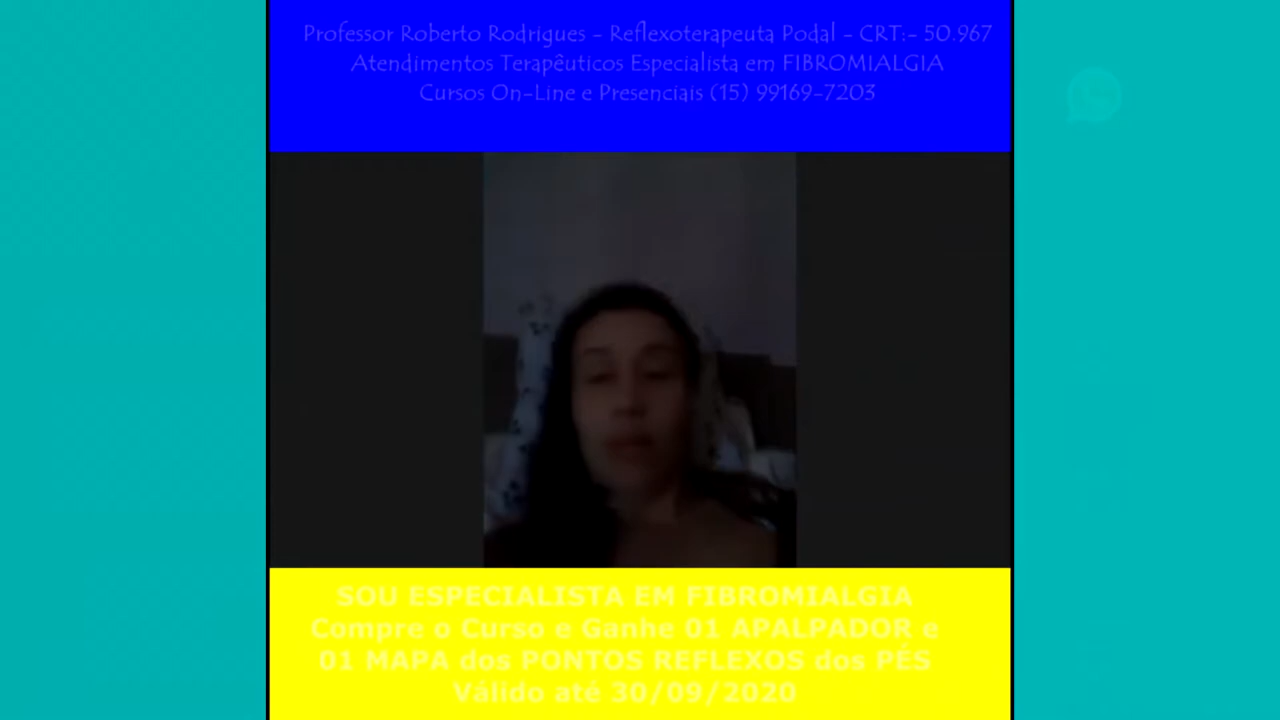 Professor Roberto Rodrigues - Reflexoterapeuta Podal - CRT:- 50.967
Atendimentos Terapêuticos Especialista em FIBROMIALGIA
Cursos On-Line e Presenciais (15) 99169-7203
SOU ESPECIALISTA EM FIBROMIALGIA
Compre o Curso e Ganhe 01 APALPADOR e
01 MAPA dos PONTOS REFLEXOS dos PÉS
Válido até 30/09/2020